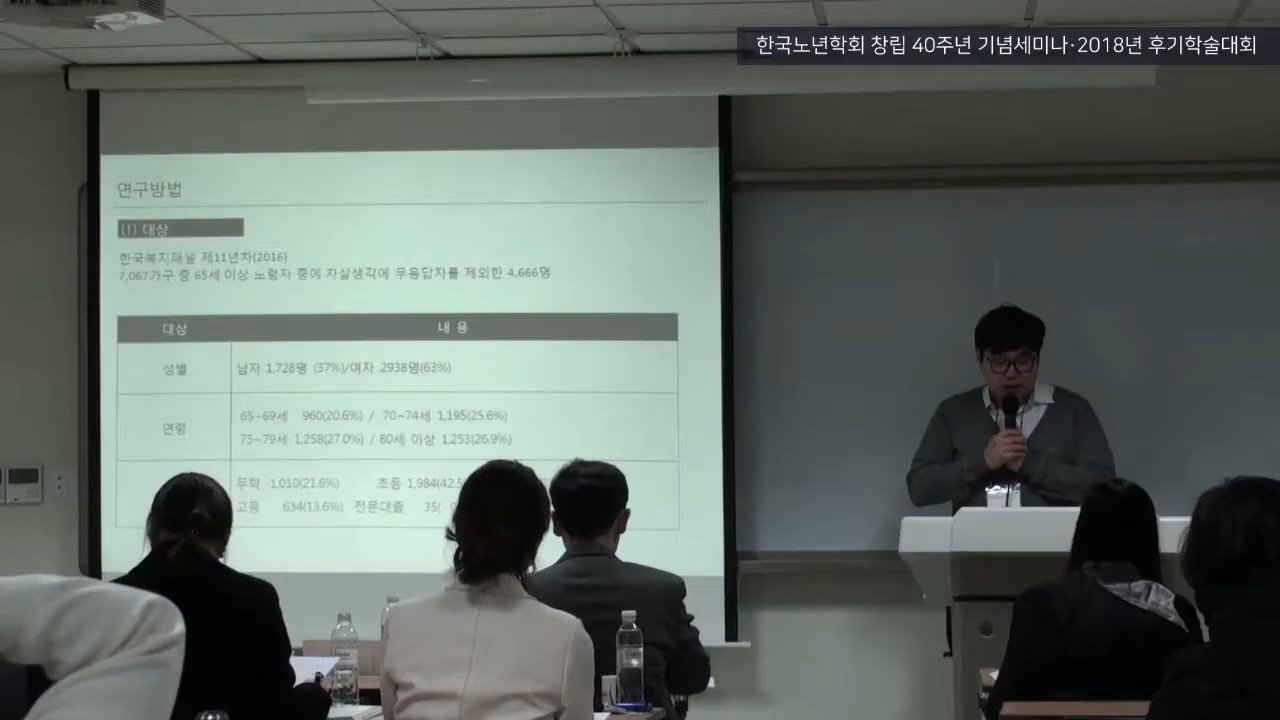 한국노년학회 창립 40주년 기념세미나·2018년 후기학술대회
연구방법
(1) 대상
한국복지패널 제11년차(2016)
7,067가구 중 65세 이상 노령자 중에 자살생각에 무응답자를 제외한 4,666명
대상 내 용
성별 남자 1,728명 (37%)/여자 2938명(63%)
연령 65~69세 960(20.6%) / 70~74세 1,195(25.6%)
75~79세 1,258(27.0%) / 80세 이상 1,253(26.9%)
무학 1,010(21.6%) 초등 1,984(42.5
고등 634(13.6%) 전문대졸 35(